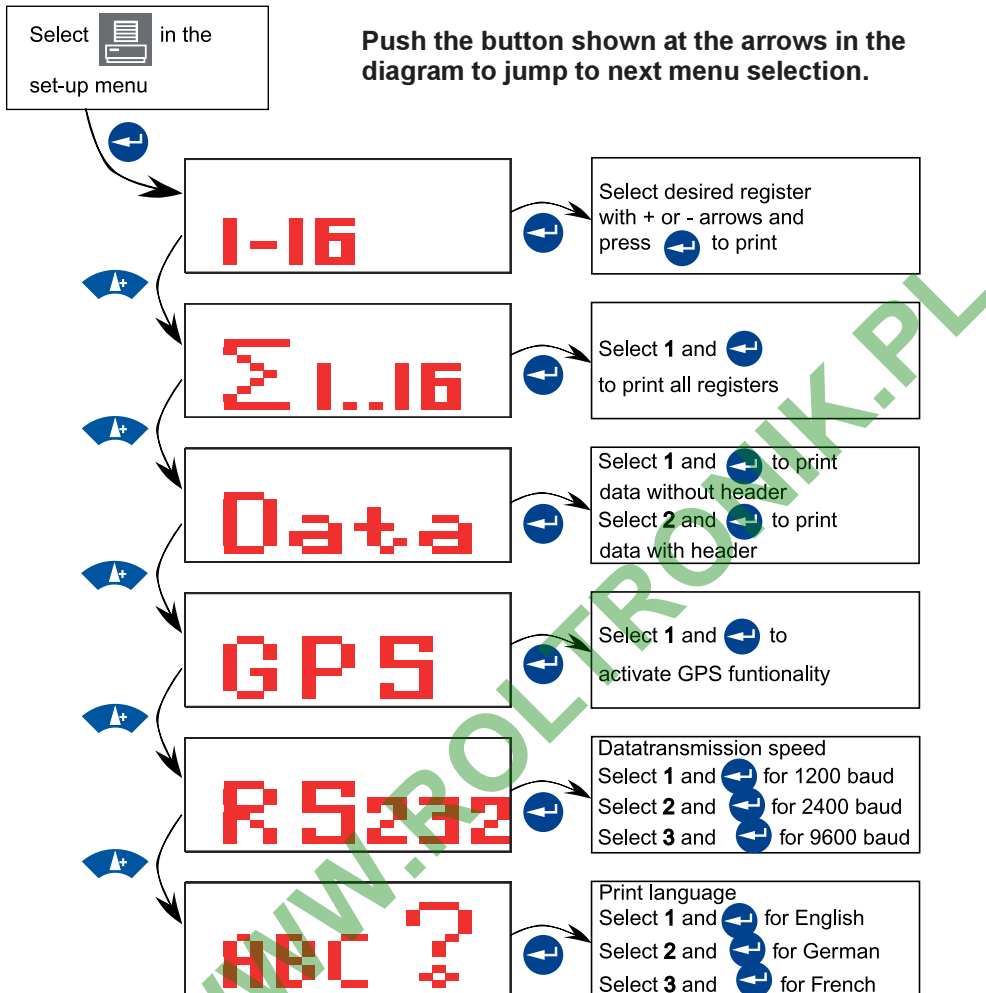 Select in the
set-up menu
Push the button shown at the arrows in the
diagram to jump to next menu selection.
1-16
Select desired register
with + or - arrows and
press to print
Σ 1..16
Select 1 and
to print all registers
Data
Select 1 and to print
data without header
Select 2 and to print
data with header
GPS
Select 1 and to
activate GPS funtionality
RS232
Datatransmission speed
Select 1 and for 1200 baud
Select 2 and for 2400 baud
Select 3 and for 9600 baud
ABC ?
Print language
Select 1 and for English
Select 2 and for German
Select 3 and for French
WWW.ROLTRONIK.PL